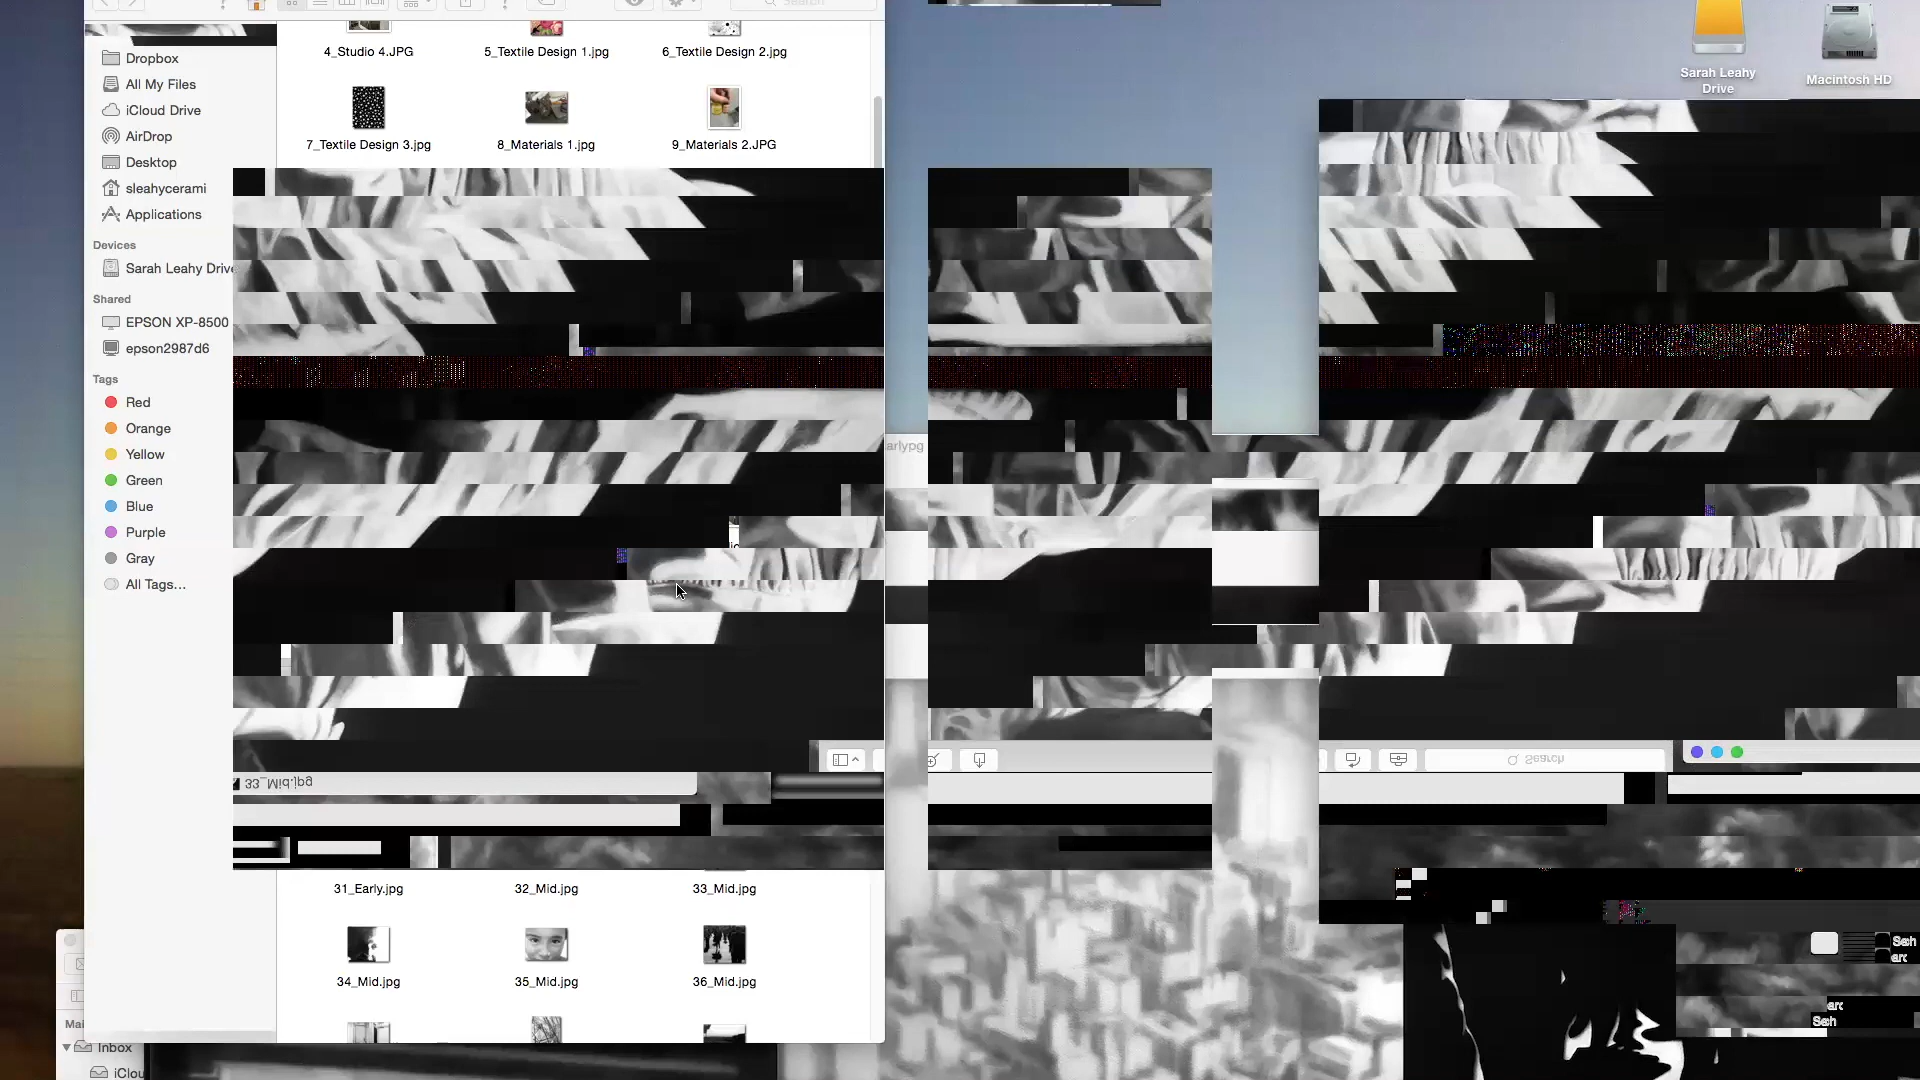 Sarah Leahy
Drive
Macintosh HD
Dropbox
All My Files
iCloud Drive
AirDrop
Desktop
sleahycerami
Applications
Devices
Sarah Leahy Drive
Shared
EPSON XP-8500
epson2987d6
Tags
Red
Orange
Yellow
Green
Blue
Purple
Gray
All Tags...
4_Studio 4.JPG
5_Textile Design 1.jpg
6_Textile Design 2.jpg
7_Textile Design 3.jpg
8_Materials 1.jpg
9_Materials 2.JPG
33_Mid.jpg
Search
31_Early.jpg
32_Mid.jpg
33_Mid.jpg
34_Mid.jpg
35_Mid.jpg
36_Mid.jpg
Inbox